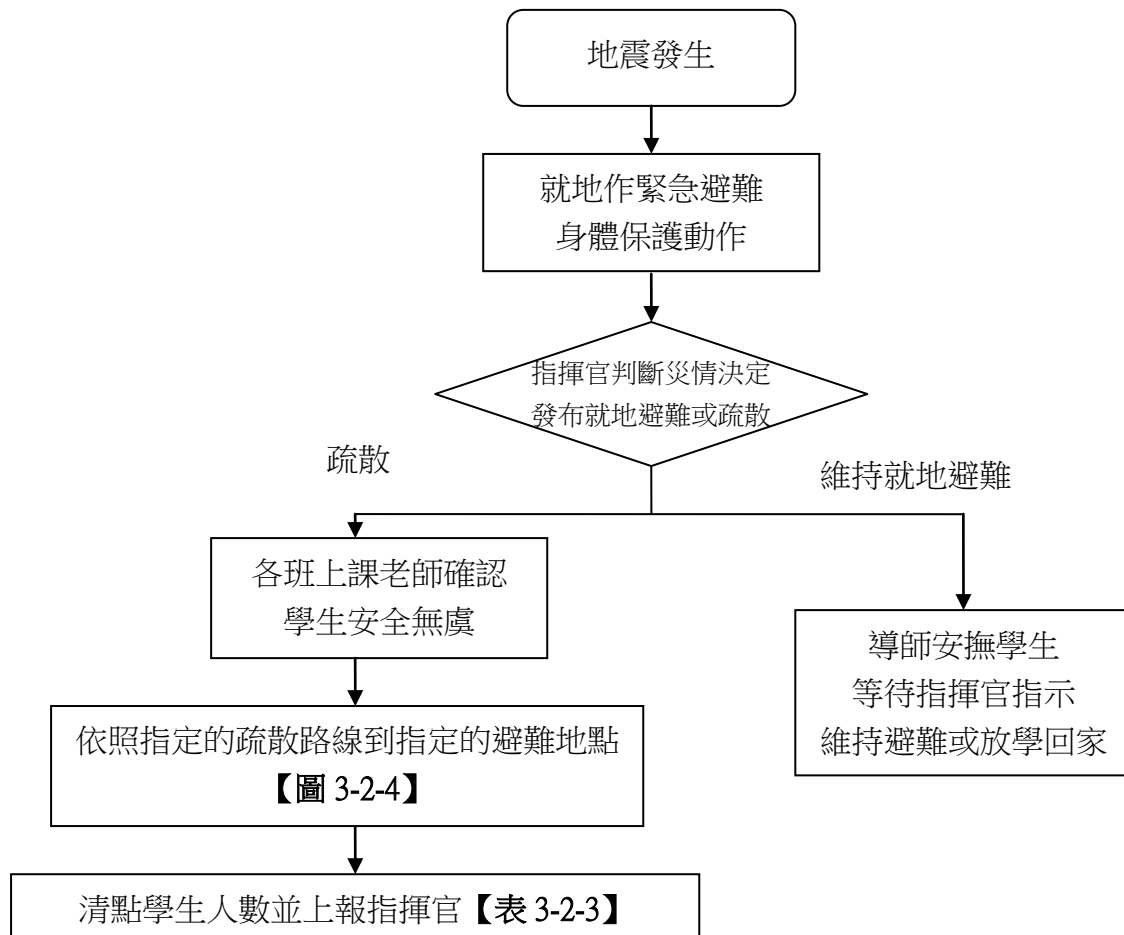 地震發生
就地作緊急避難
身體保護動作
指揮官判斷災情決定
發布就地避難或疏散
疏散
維持就地避難
各班上課老師確認
學生安全無虞
導師安撫學生
等待指揮官指示
維持避難或放學回家
依照指定的疏散路線到指定的避難地點
【圖 3-2-4】
清點學生人數並上報指揮官【表 3-2-3】